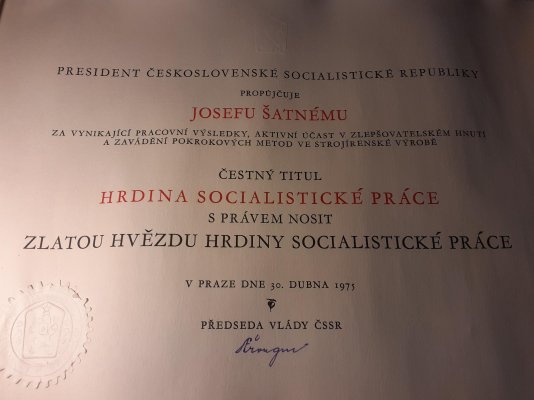 PRESIDENT ČESKOSLOVENSKÉ SOCIALISTICKÉ REPUBLIKY
PROPŮJČUJE
JOSEFU ŠATNÉMU
ZA VYNIKAJÍCÍ PRACOVNÍ VÝSLEDKY, AKTIVNÍ ÚČAST V ZLEPŠOVATELSKÉM HNUTÍ
A ZAVÁDĚNÍ POKROKOVÝCH METOD VE STROJÍRENSKÉ VÝROBĚ
ČESTNÝ TITUL
HRDINA SOCIALISTICKÉ PRÁCE
S PRÁVEM NOSIT
ZLATOU HVĚZDU HRDINY SOCIALISTICKÉ PRÁCE
V PRAZE DNE 30. DUBNA 1975
PŘEDSEDA VLÁDY ČSSR